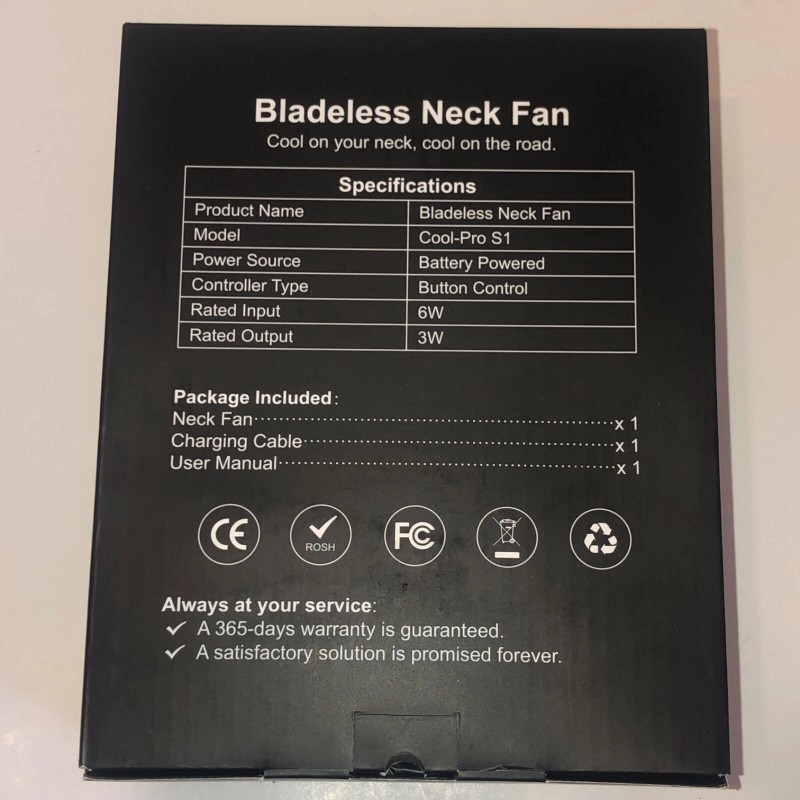 Bladeless Neck Fan
Cool on your neck, cool on the road.
Specifications
Product Name Bladeless Neck Fan
Model Cool-Pro S1
Power Source Battery Powered
Controller Type Button Control
Rated Input 6W
Rated Output 3W
Package Included:
Neck Fan····················································x 1
Charging Cable············································x 1
User Manual················································x 1
CE ROSH FC
Always at your service:
✓ A 365-days warranty is guaranteed.
✓ A satisfactory solution is promised forever.